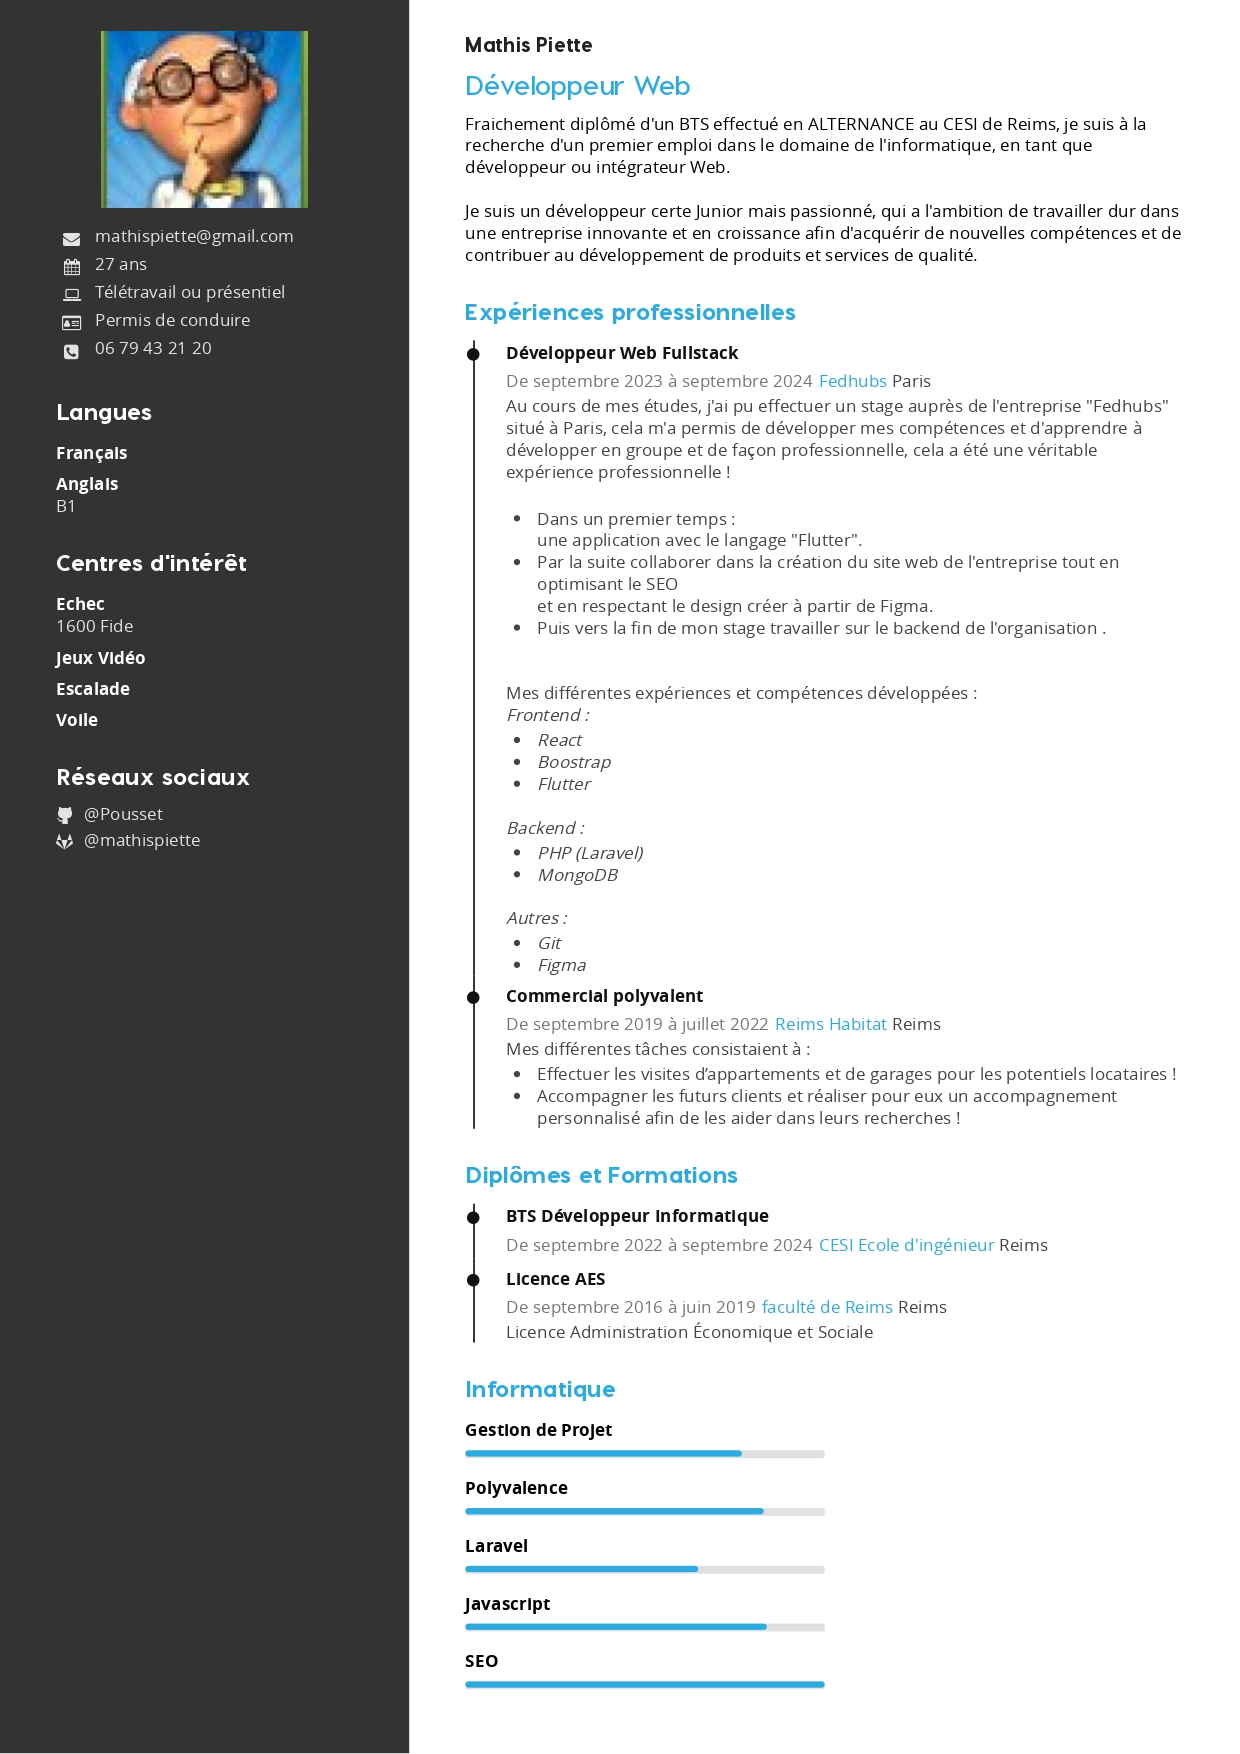 mathispiette@gmail.com
27 ans
Télétravail ou présentiel
Permis de conduire
06 79 43 21 20
Langues
Français
Anglais
B1
Centres d'intérêt
Echec
1600 Fide
Jeux Vidéo
Escalade
Voile
Réseaux sociaux
@Pousset
@mathispiette
Mathis Piette
Développeur Web
Fraichement diplômé d'un BTS effectué en ALTERNANCE au CESI de Reims, je suis à la
recherche d'un premier emploi dans le domaine de l'informatique, en tant que
développeur ou intégrateur Web.
Je suis un développeur certe Junior mais passionné, qui a l'ambition de travailler dur dans
une entreprise innovante et en croissance afin d'acquérir de nouvelles compétences et de
contribuer au développement de produits et services de qualité.
Expériences professionnelles
Développeur Web Fullstack
De septembre 2023 à septembre 2024 Fedhubs Paris
Au cours de mes études, j'ai pu effectuer un stage auprès de l'entreprise "Fedhubs"
situé à Paris, cela m'a permis de développer mes compétences et d'apprendre à
développer en groupe et de façon professionnelle, cela a été une véritable
expérience professionnelle !
• Dans un premier temps :
une application avec le langage "Flutter".
• Par la suite collaborer dans la création du site web de l'entreprise tout en
optimisant le SEO
et en respectant le design créer à partir de Figma.
• Puis vers la fin de mon stage travailler sur le backend de l'organisation .
Mes différentes expériences et compétences développées :
Frontend :
• React
• Boostrap
• Flutter
Backend :
• PHP (Laravel)
• MongoDB
Autres :
• Git
• Figma
Commercial polyvalent
De septembre 2019 à juillet 2022 Reims Habitat Reims
Mes différentes tâches consistaient à :
• Effectuer les visites d’appartements et de garages pour les potentiels locataires !
• Accompagner les futurs clients et réaliser pour eux un accompagnement
personnalisé afin de les aider dans leurs recherches !
Diplômes et Formations
BTS Développeur Informatique
De septembre 2022 à septembre 2024 CESI Ecole d'ingénieur Reims
Licence AES
De septembre 2016 à juin 2019 faculté de Reims Reims
Licence Administration Économique et Sociale
Informatique
Gestion de Projet
Polyvalence
Laravel
Javascript
SEO